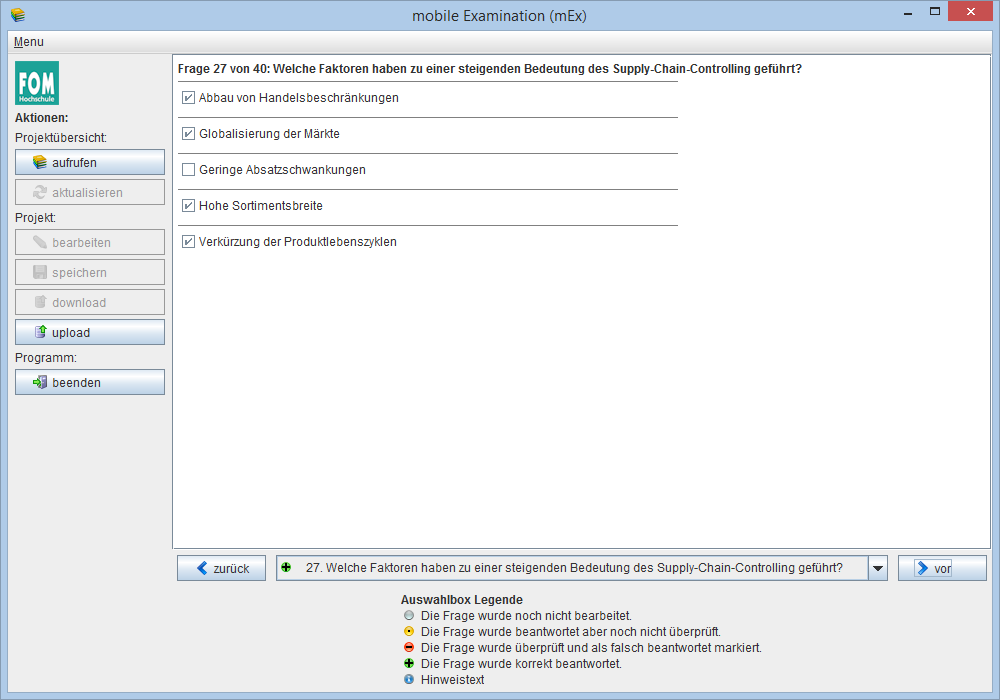 mobile Examination (mEx)
Menu
FOM
Hochschule
Aktionen:
Projektübersicht:
aufrufen
aktualisieren
Projekt:
bearbeiten
speichern
download
upload
Programm:
beenden
Frage 27 von 40: Welche Faktoren haben zu einer steigenden Bedeutung des Supply-Chain-Controlling geführt?
Abbau von Handelsbeschränkungen
Globalisierung der Märkte
Geringe Absatzschwankungen
Hohe Sortimentsbreite
Verkürzung der Produktlebenszyklen
zurück
27. Welche Faktoren haben zu einer steigenden Bedeutung des Supply-Chain-Controlling geführt?
vor
Auswahlbox Legende
Die Frage wurde noch nicht bearbeitet.
Die Frage wurde beantwortet aber noch nicht überprüft.
Die Frage wurde überprüft und als falsch beantwortet markiert.
Die Frage wurde korrekt beantwortet.
Hinweistext